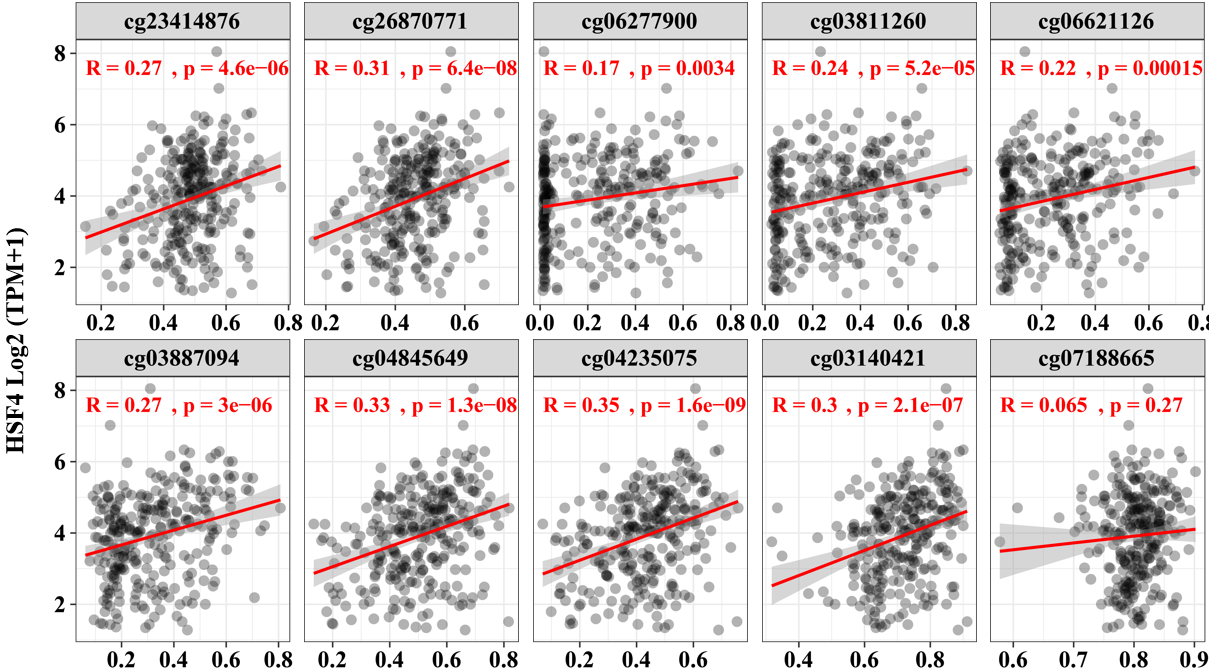 cg23414876 cg26870771 cg06277900 cg03811260 cg06621126
R = 0.27 , p = 4.6e−06 R = 0.31 , p = 6.4e−08 R = 0.17 , p = 0.0034 R = 0.24 , p = 5.2e−05 R = 0.22 , p = 0.00015
8
6
4
2
0.2 0.4 0.6 0.8 0.2 0.4 0.6 0.0 0.2 0.4 0.6 0.8 0.0 0.2 0.4 0.6 0.8 0.2 0.4 0.6 0.8
HSF4 Log2 (TPM+1)
cg03887094 cg04845649 cg04235075 cg03140421 cg07188665
R = 0.27 , p = 3e−06 R = 0.33 , p = 1.3e−08 R = 0.35 , p = 1.6e−09 R = 0.3 , p = 2.1e−07 R = 0.065 , p = 0.27
8
6
4
2
0.2 0.4 0.6 0.8 0.2 0.4 0.6 0.8 0.2 0.4 0.6 0.4 0.6 0.8 0.6 0.7 0.8 0.9